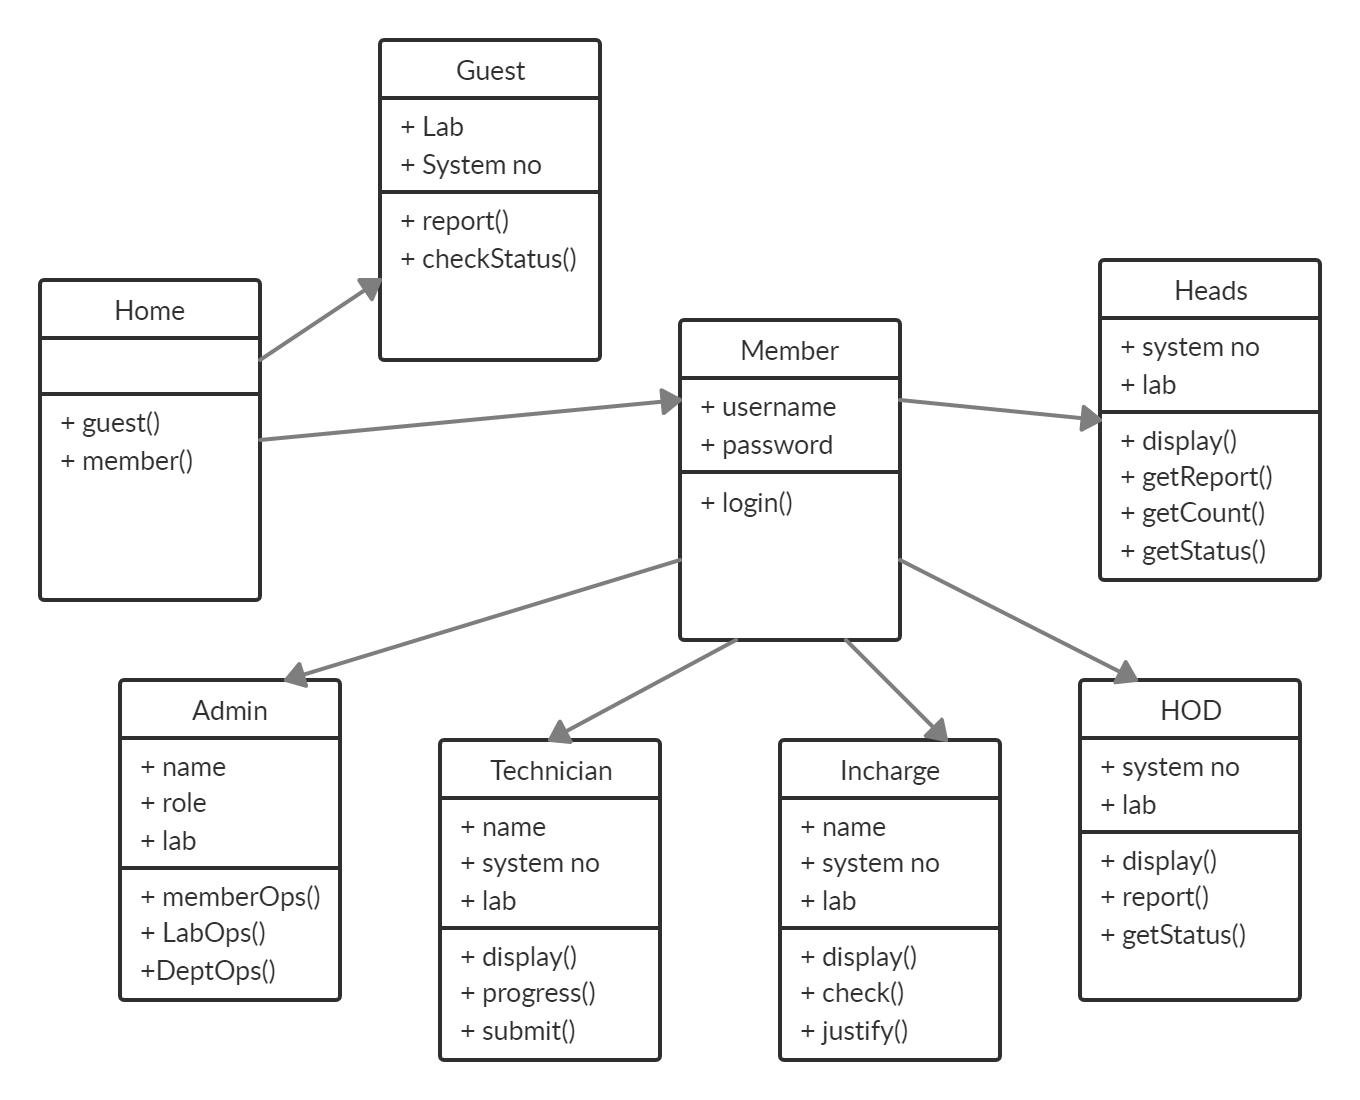 Guest
+ Lab
+ System no
+ report()
+ checkStatus()
Home
+ guest()
+ member()
Member
+ username
+ password
+ login()
Heads
+ system no
+ lab
+ display()
+ getReport()
+ getCount()
+ getStatus()
Admin
+ name
+ role
+ lab
+ memberOps()
+ LabOps()
+DeptOps()
Technician
+ name
+ system no
+ lab
+ display()
+ progress()
+ submit()
Incharge
+ name
+ system no
+ lab
+ display()
+ check()
+ justify()
HOD
+ system no
+ lab
+ display()
+ report()
+ getStatus()